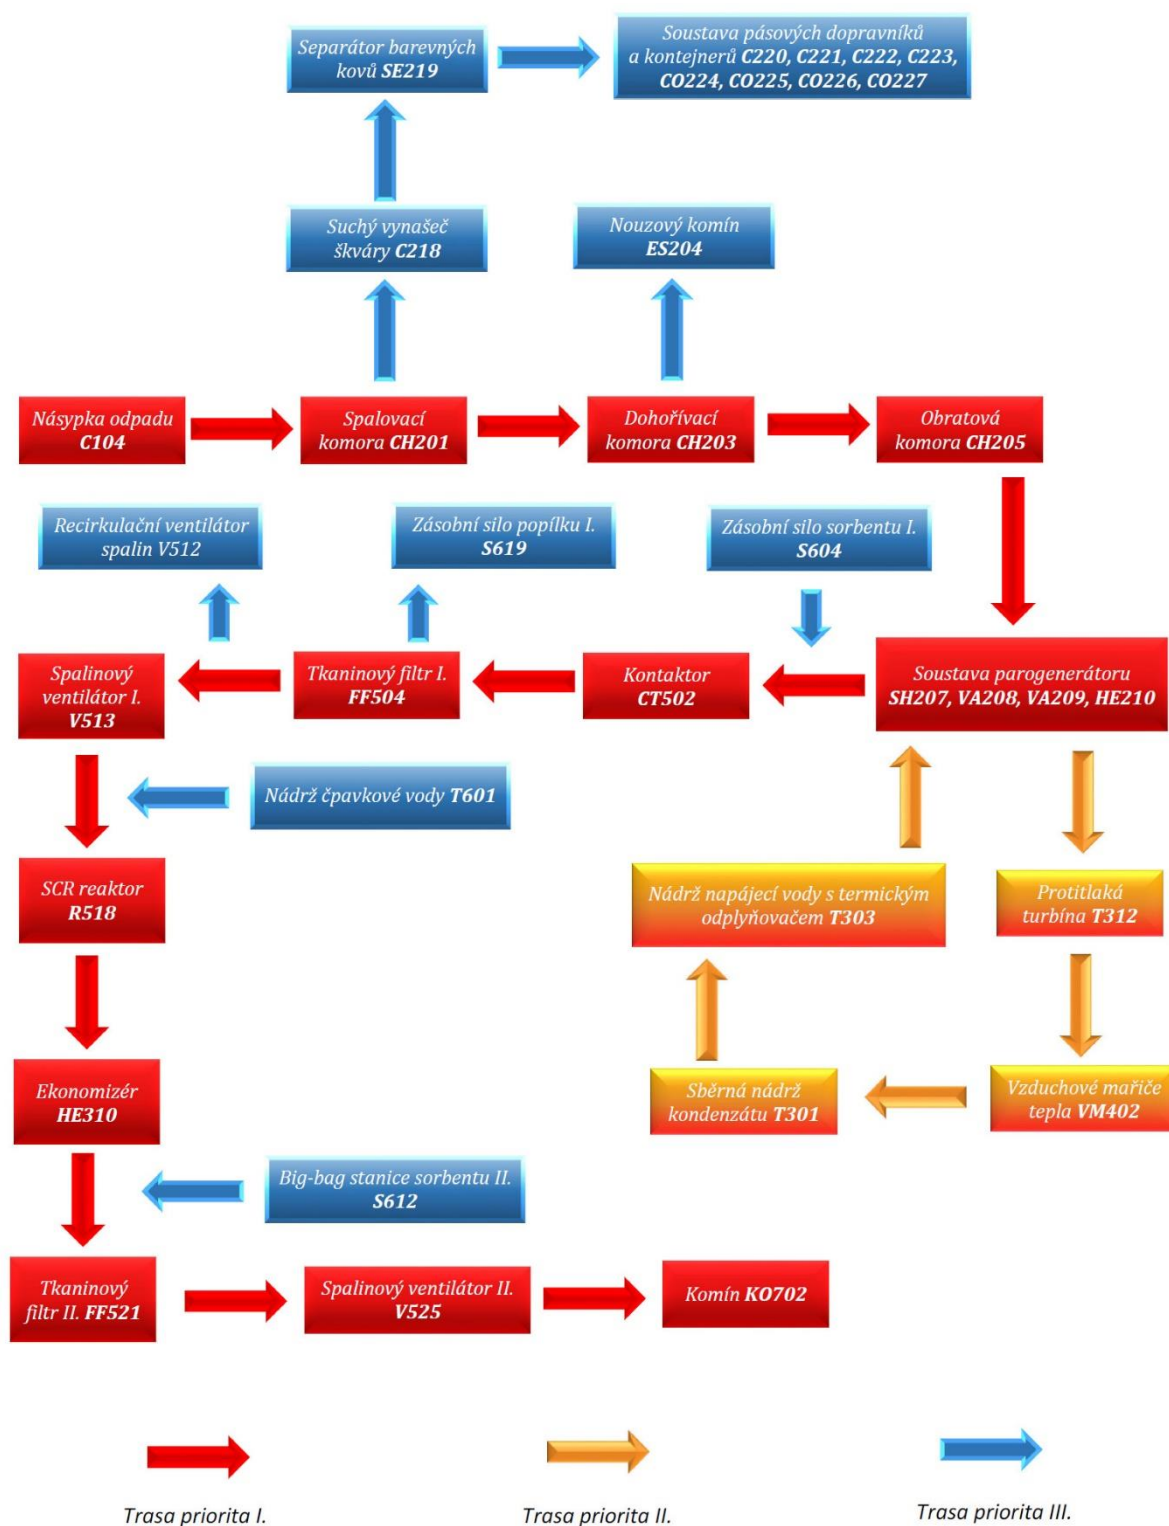 Separátor barevných
kovů SE219
Soustava pásových dopravníků
a kontejnerů C220, C221, C222, C223,
CO224, CO225, CO226, CO227
Suchý vynašeč
škváry C218
Nouzový komín
ES204
Násypka odpadu
C104
Spalovací
komora CH201
Dohořívací
komora CH203
Obratová
komora CH205
Recirkulační ventilátor
spalin V512
Zásobní silo popílku I.
S619
Zásobní silo sorbentu I.
S604
Spalinový
ventilátor I.
V513
Tkaninový filtr I.
FF504
Kontaktor
CT502
Soustava parogenerátoru
SH207, VA208, VA209, HE210
Nádrž čpavkové vody T601
SCR reaktor
R518
Nádrž napájecí vody s termickým
odplyňovačem T303
Protitlaká
turbína T312
Ekonomizér
HE310
Sběrná nádrž
kondenzátu T301
Vzduchové mařiče
tepla VM402
Big-bag stanice sorbentu II.
S612
Tkaninový
filtr II. FF521
Spalinový ventilátor II.
V525
Komín KO702
Trasa priorita I.
Trasa priorita II.
Trasa priorita III.